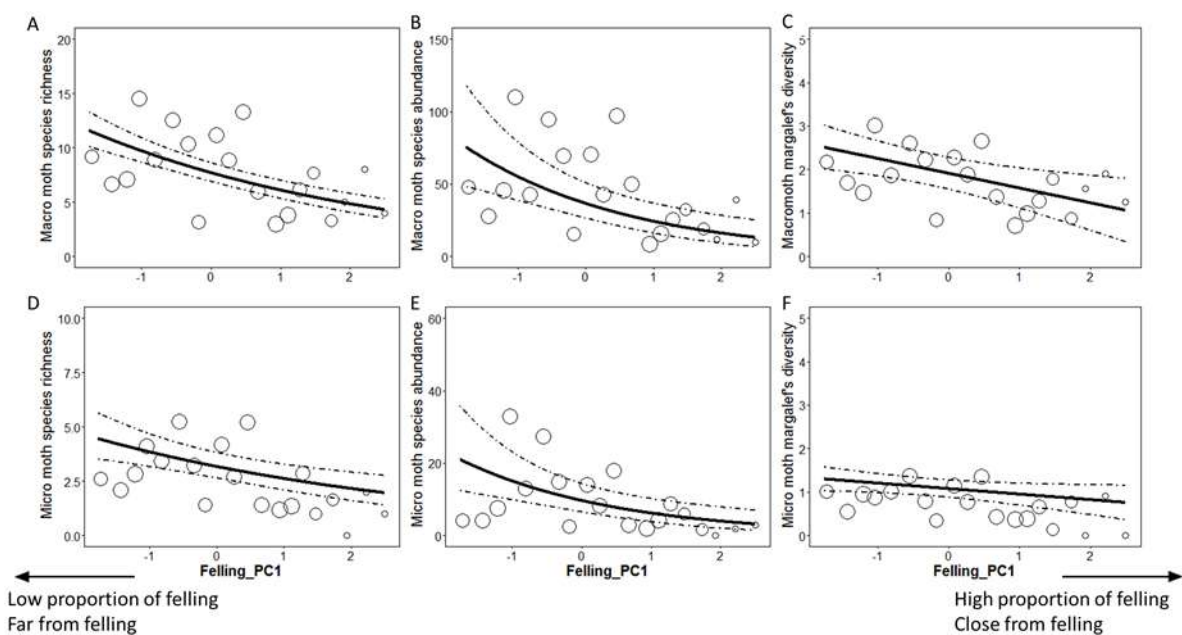 A
Macro moth species richness
20
15
10
5
0
-1 0 1 2
B
Macro moth species abundance
150
100
50
0
-1 0 1 2
C
Macromoth margalef's diversity
5
4
3
2
1
0
-1 0 1 2
D
Micro moth species richness
10.0
7.5
5.0
2.5
0.0
-1 0 1 2
Felling_PC1
E
Micro moth species abundance
60
40
20
0
-1 0 1 2
Felling_PC1
F
Micro moth margalef's diversity
5
4
3
2
1
0
-1 0 1 2
Felling_PC1
Low proportion of felling
Far from felling
High proportion of felling
Close from felling